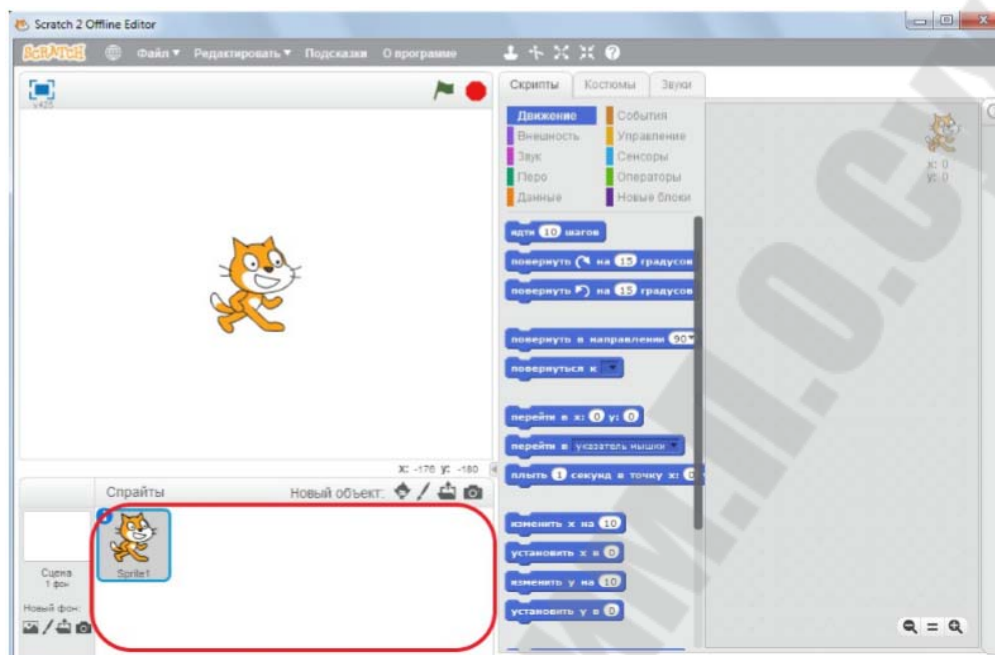 Scratch 2 Offline Editor
SCRATCH Файл Редактировать Подсказки О программе
v425
Скрипты Костюмы Звуки
Движение События
Внешность Управление
Звук Сенсоры
Перо Операторы
Данные Новые блоки
x: 0
y: 0
идти 10 шагов
повернуть на 15 градусов
повернуть на 15 градусов
повернуть в направлении 90
повернуться к
перейти в x: 0 y: 0
перейти в указатель мышки
плыть 1 секунд в точку x: 0
изменить x на 10
установить x в 0
изменить y на 10
установить y в 0
x: -176 y: -180
Спрайты Новый объект:
Sprite1
Сцена
1 фон
Новый фон: